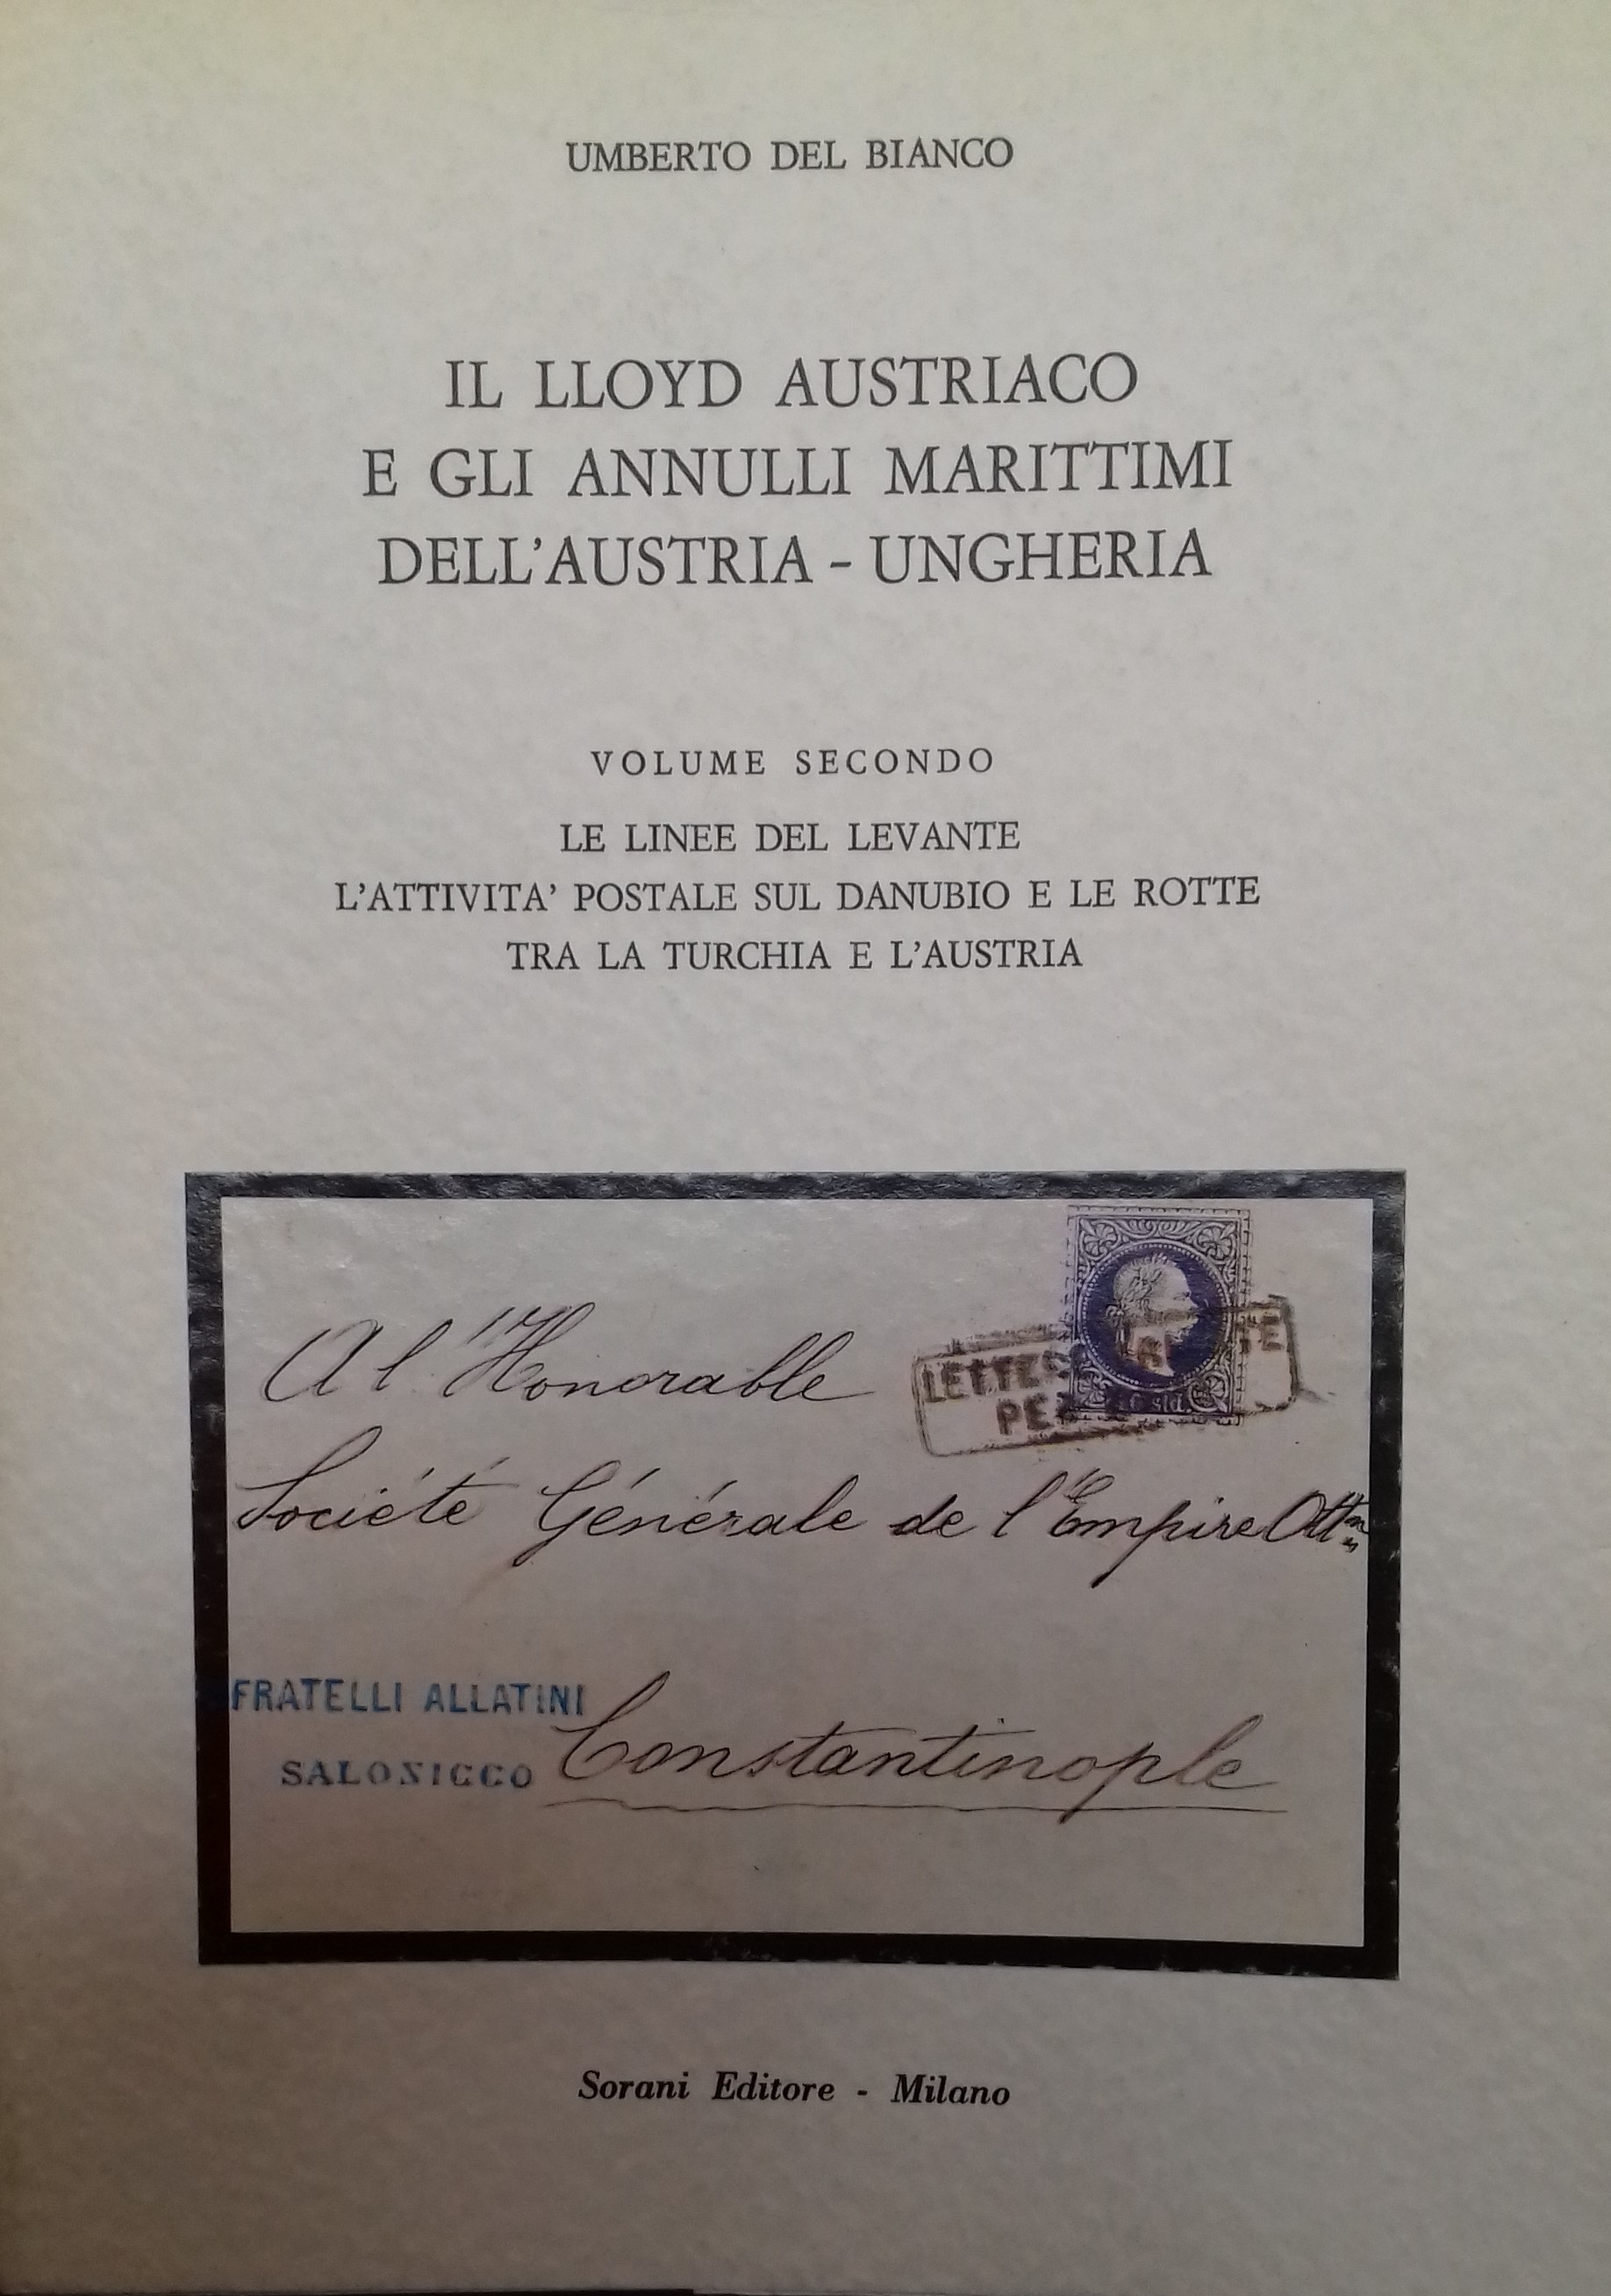 UMBERTO DEL BIANCO
IL LLOYD AUSTRIACO
E GLI ANNULLI MARITTIMI
DELL'AUSTRIA - UNGHERIA
VOLUME SECONDO
LE LINEE DEL LEVANTE
L'ATTIVITA' POSTALE SUL DANUBIO E LE ROTTE
TRA LA TURCHIA E L'AUSTRIA
A l'Honorable
Société Générale de l'Empire Ottn
FRATELLI ALLATINI
SALONICCO
Constantinople
Sorani Editore - Milano